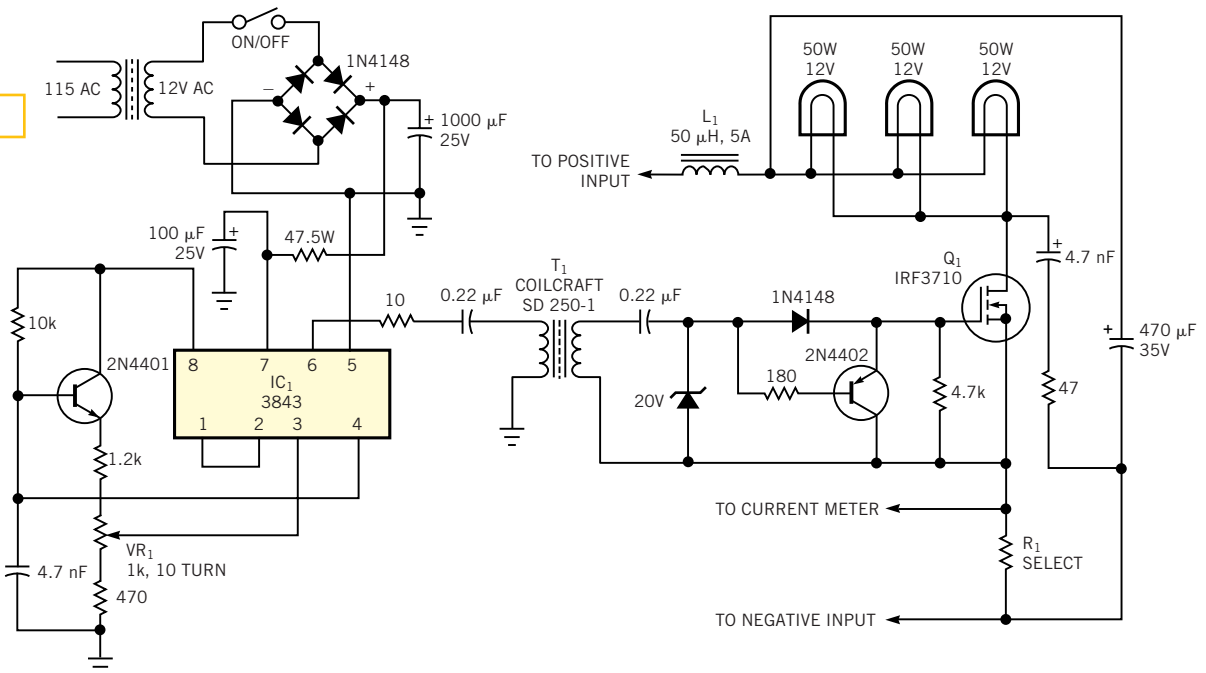 ON/OFF
115 AC
12V AC
1N4148
–
+
+ 1000 µF
25V
50W
12V
50W
12V
50W
12V
L1
50 µH, 5A
TO POSITIVE
INPUT
100 µF
25V
+
47.5W
10k
2N4401
10
0.22 µF
T1
COILCRAFT
SD 250-1
0.22 µF
1N4148
Q1
IRF3710
+
4.7 nF
+
470 µF
35V
8
7
6
5
IC1
3843
1
2
3
4
2N4402
180
20V
4.7k
47
1.2k
VR1
1k, 10 TURN
4.7 nF
470
TO CURRENT METER
R1
SELECT
TO NEGATIVE INPUT